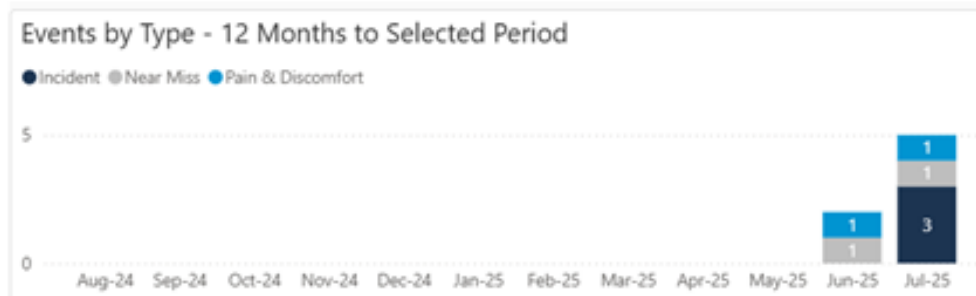 Events by Type - 12 Months to Selected Period
Incident Near Miss Pain & Discomfort
5
1
1
1
3
1
0
Aug-24 Sep-24 Oct-24 Nov-24 Dec-24 Jan-25 Feb-25 Mar-25 Apr-25 May-25 Jun-25 Jul-25